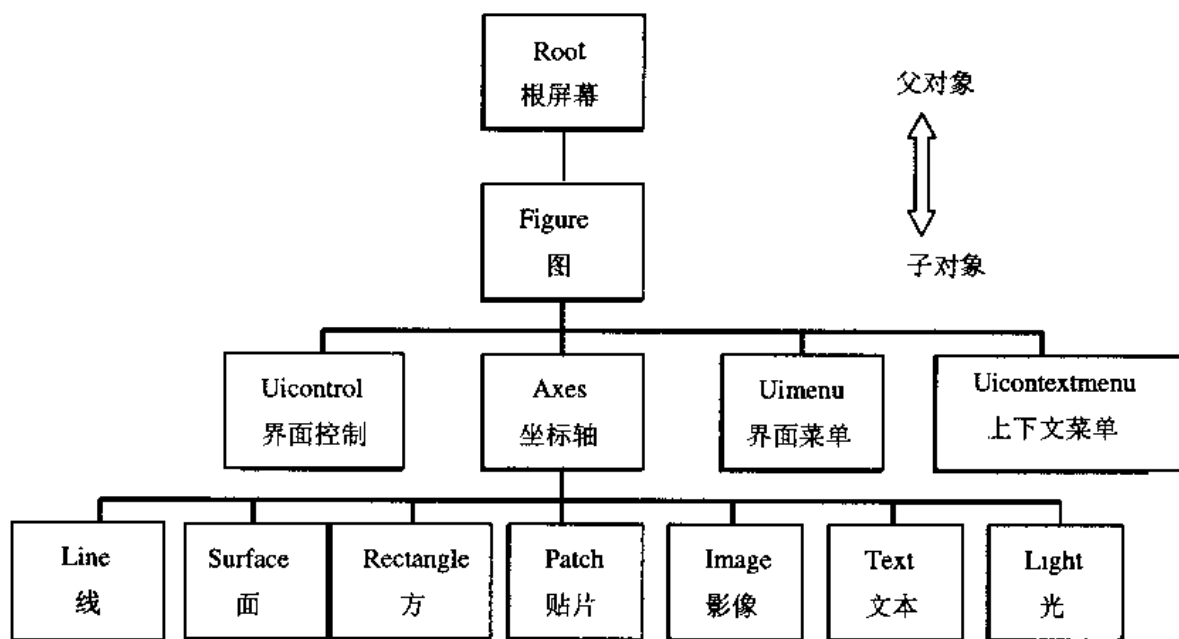 Root
根屏幕
父对象
Figure
图
子对象
Uicontrol
界面控制
Axes
坐标轴
Uimenu
界面菜单
Uicontextmenu
上下文菜单
Line
线
Surface
面
Rectangle
方
Patch
贴片
Image
影像
Text
文本
Light
光